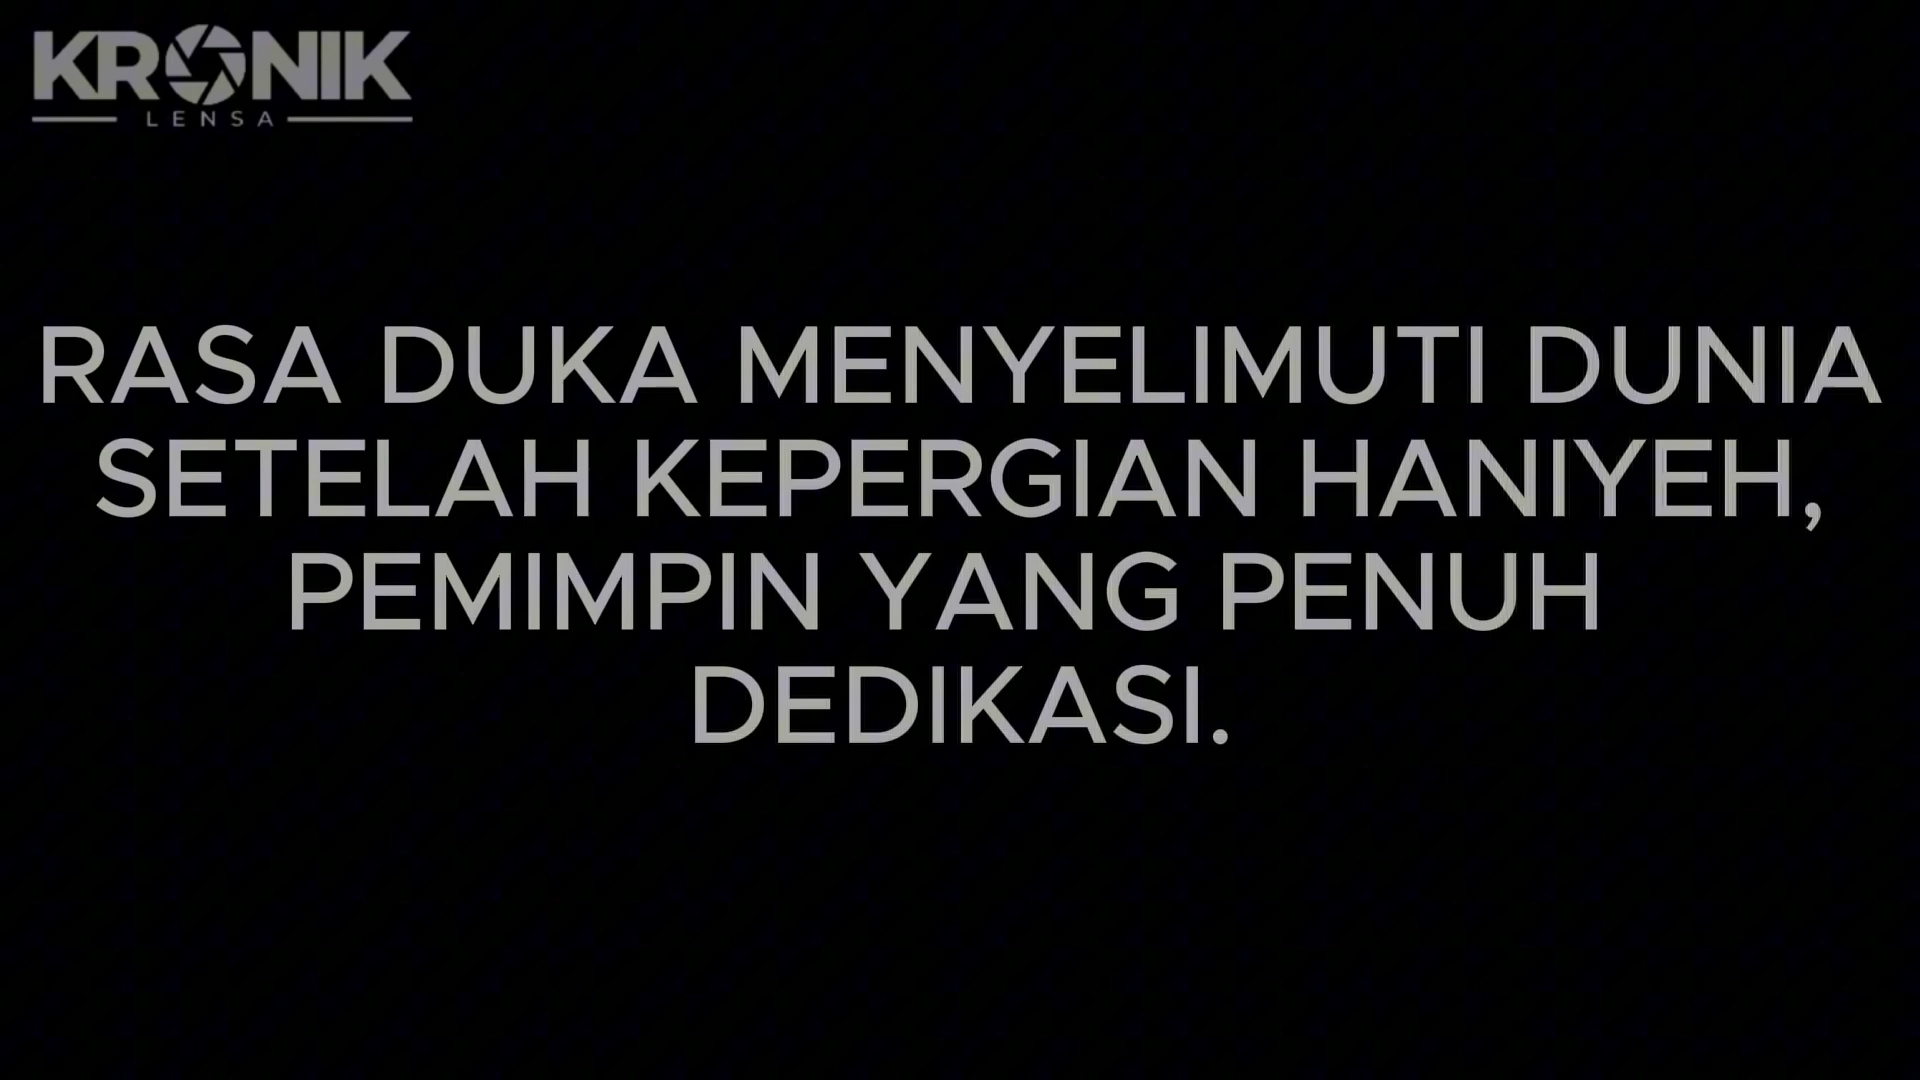 KRONIK
LENSA
RASA DUKA MENYELIMUTI DUNIA
SETELAH KEPERGIAN HANIYEH,
PEMIMPIN YANG PENUH
DEDIKASI.